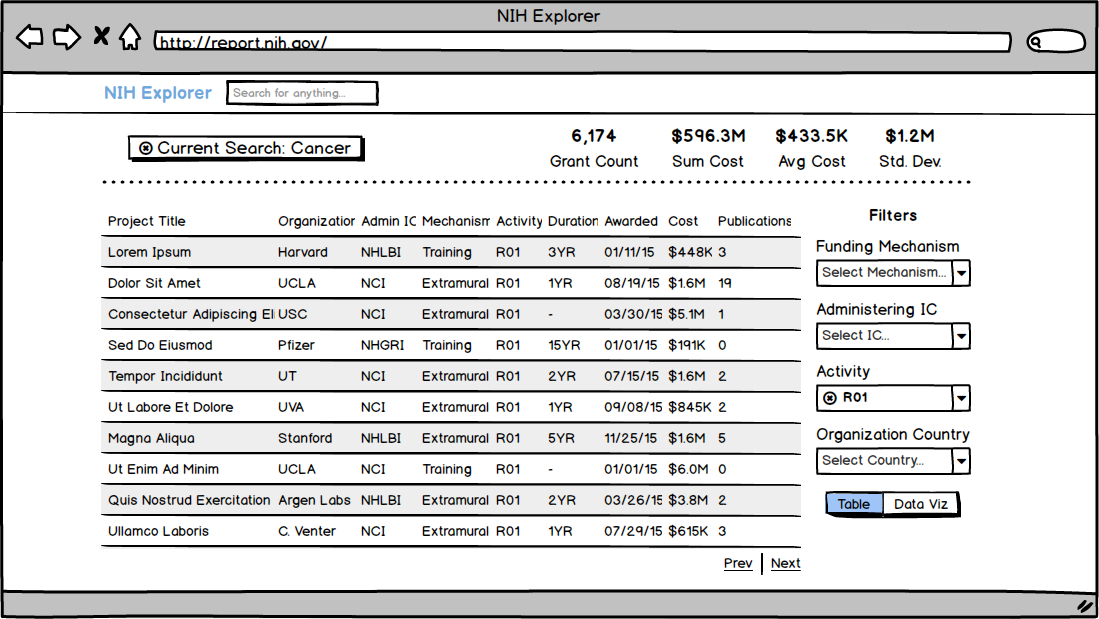 NIH Explorer
http://report.nih.gov/
NIH Explorer Search for anything...
Current Search: Cancer
6,174 $596.3M $433.5K $1.2M
Grant Count Sum Cost Avg Cost Std. Dev.
Project Title Organization Admin IC Mechanism Activity Duration Awarded Cost Publications
Lorem Ipsum Harvard NHLBI Training R01 3YR 01/11/15 $448K 3
Dolor Sit Amet UCLA NCI Extramural R01 1YR 08/19/15 $1.6M 19
Consectetur Adipiscing Eli USC NCI Extramural R01 - 03/30/15 $5.1M 1
Sed Do Eiusmod Pfizer NHGRI Training R01 15YR 01/01/15 $191K 0
Tempor Incididunt UT NCI Extramural R01 2YR 07/15/15 $1.6M 2
Ut Labore Et Dolore UVA NCI Extramural R01 1YR 09/08/15 $845K 2
Magna Aliqua Stanford NHLBI Extramural R01 5YR 11/25/15 $1.6M 5
Ut Enim Ad Minim UCLA NCI Training R01 - 01/01/15 $6.0M 0
Quis Nostrud Exercitation Argen Labs NHLBI Extramural R01 2YR 03/26/15 $3.8M 2
Ullamco Laboris C. Venter NCI Extramural R01 1YR 07/29/15 $615K 3
Prev Next
Filters
Funding Mechanism
Select Mechanism...
Administering IC
Select IC...
Activity
R01
Organization Country
Select Country...
Table Data Viz